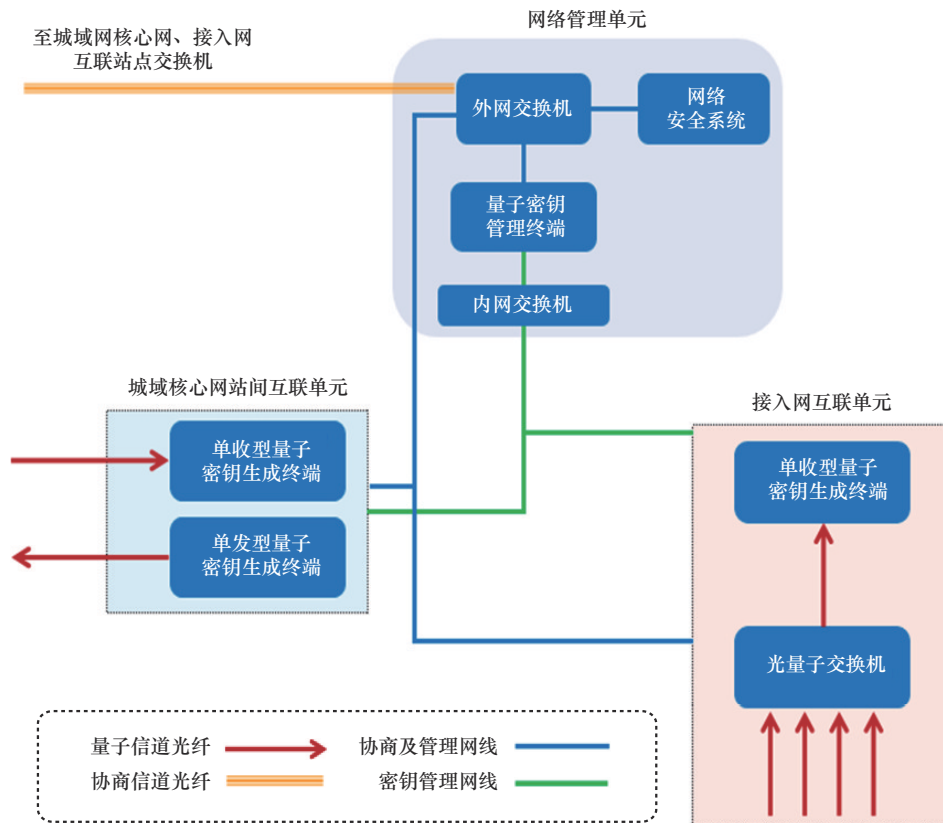 网络管理单元
至城域网核心网、接入网
互联站点交换机
外网交换机
网络
安全系统
量子密钥
管理终端
内网交换机
城域核心网站间互联单元
单收型量子
密钥生成终端
单发型量子
密钥生成终端
接入网互联单元
单收型量子
密钥生成终端
光量子交换机
量子信道光纤
协商及管理网线
协商信道光纤
密钥管理网线